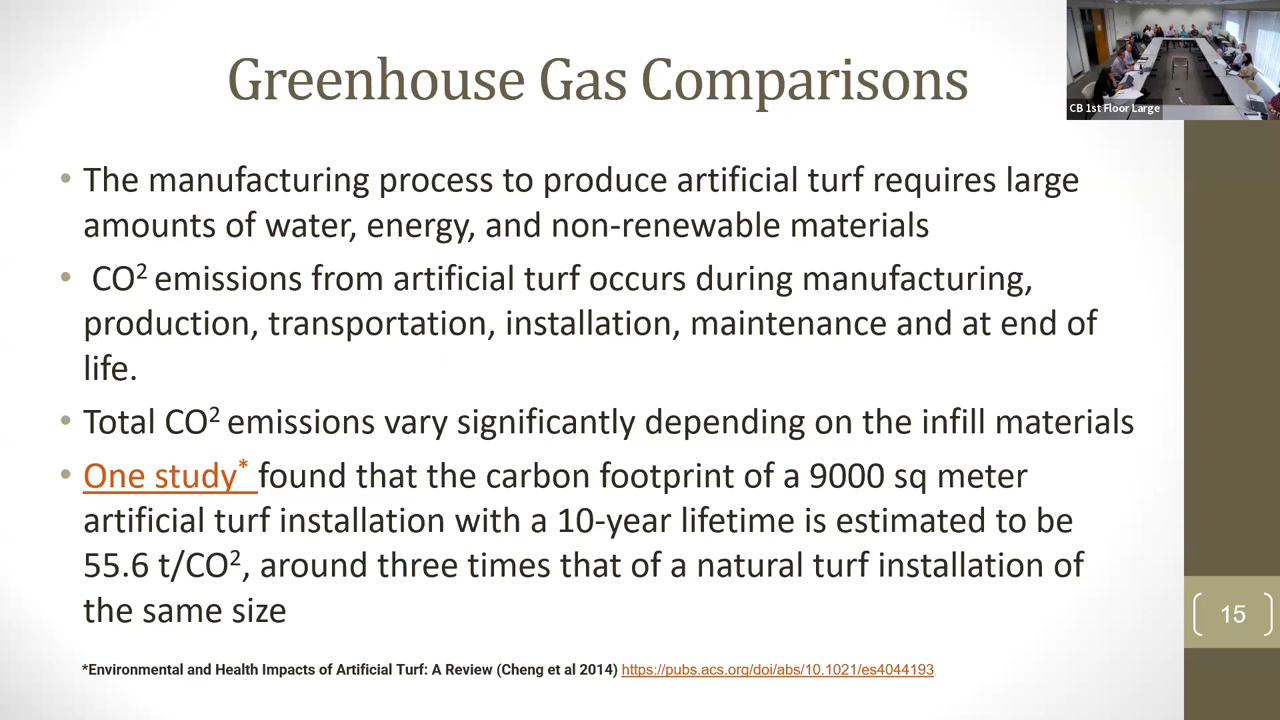 Greenhouse Gas Comparisons
CB 1st Floor Large
• The manufacturing process to produce artificial turf requires large
amounts of water, energy, and non-renewable materials
• CO² emissions from artificial turf occurs during manufacturing,
production, transportation, installation, maintenance and at end of
life.
• Total CO² emissions vary significantly depending on the infill materials
• One study* found that the carbon footprint of a 9000 sq meter
artificial turf installation with a 10-year lifetime is estimated to be
55.6 t/CO², around three times that of a natural turf installation of
the same size
15
*Environmental and Health Impacts of Artificial Turf: A Review (Cheng et al 2014) https://pubs.acs.org/doi/abs/10.1021/es4044193